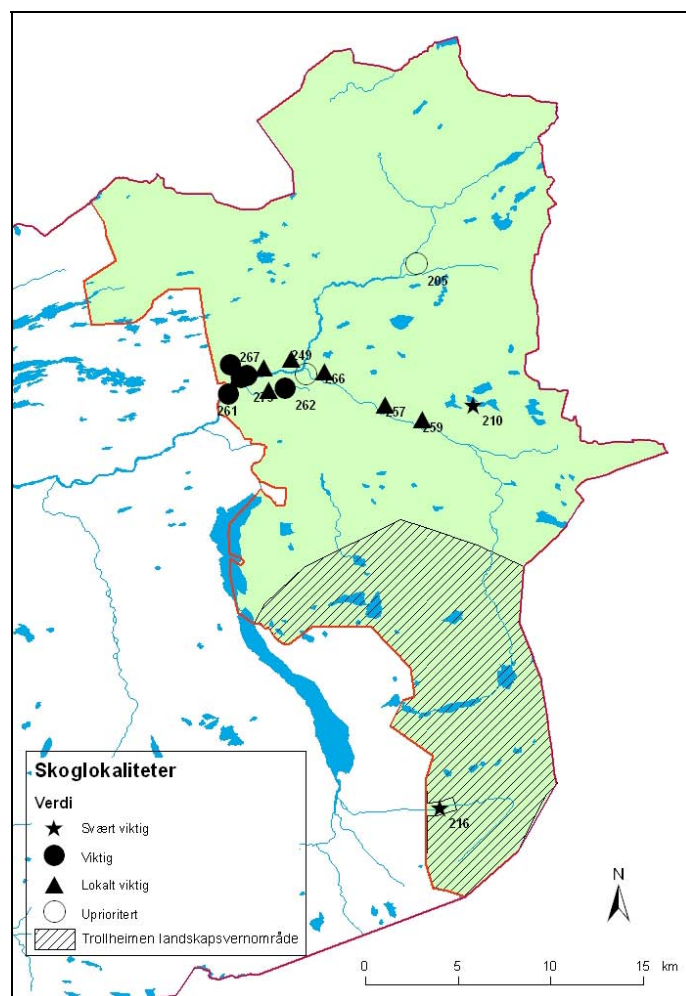 205
267
249
266
261
262
257
259
210
216
Skoglokaliteter
Verdi
Svært viktig
Viktig
Lokalt viktig
Uprioritert
Trollheimen landskapsvernområde
N
0 5 10 15 km